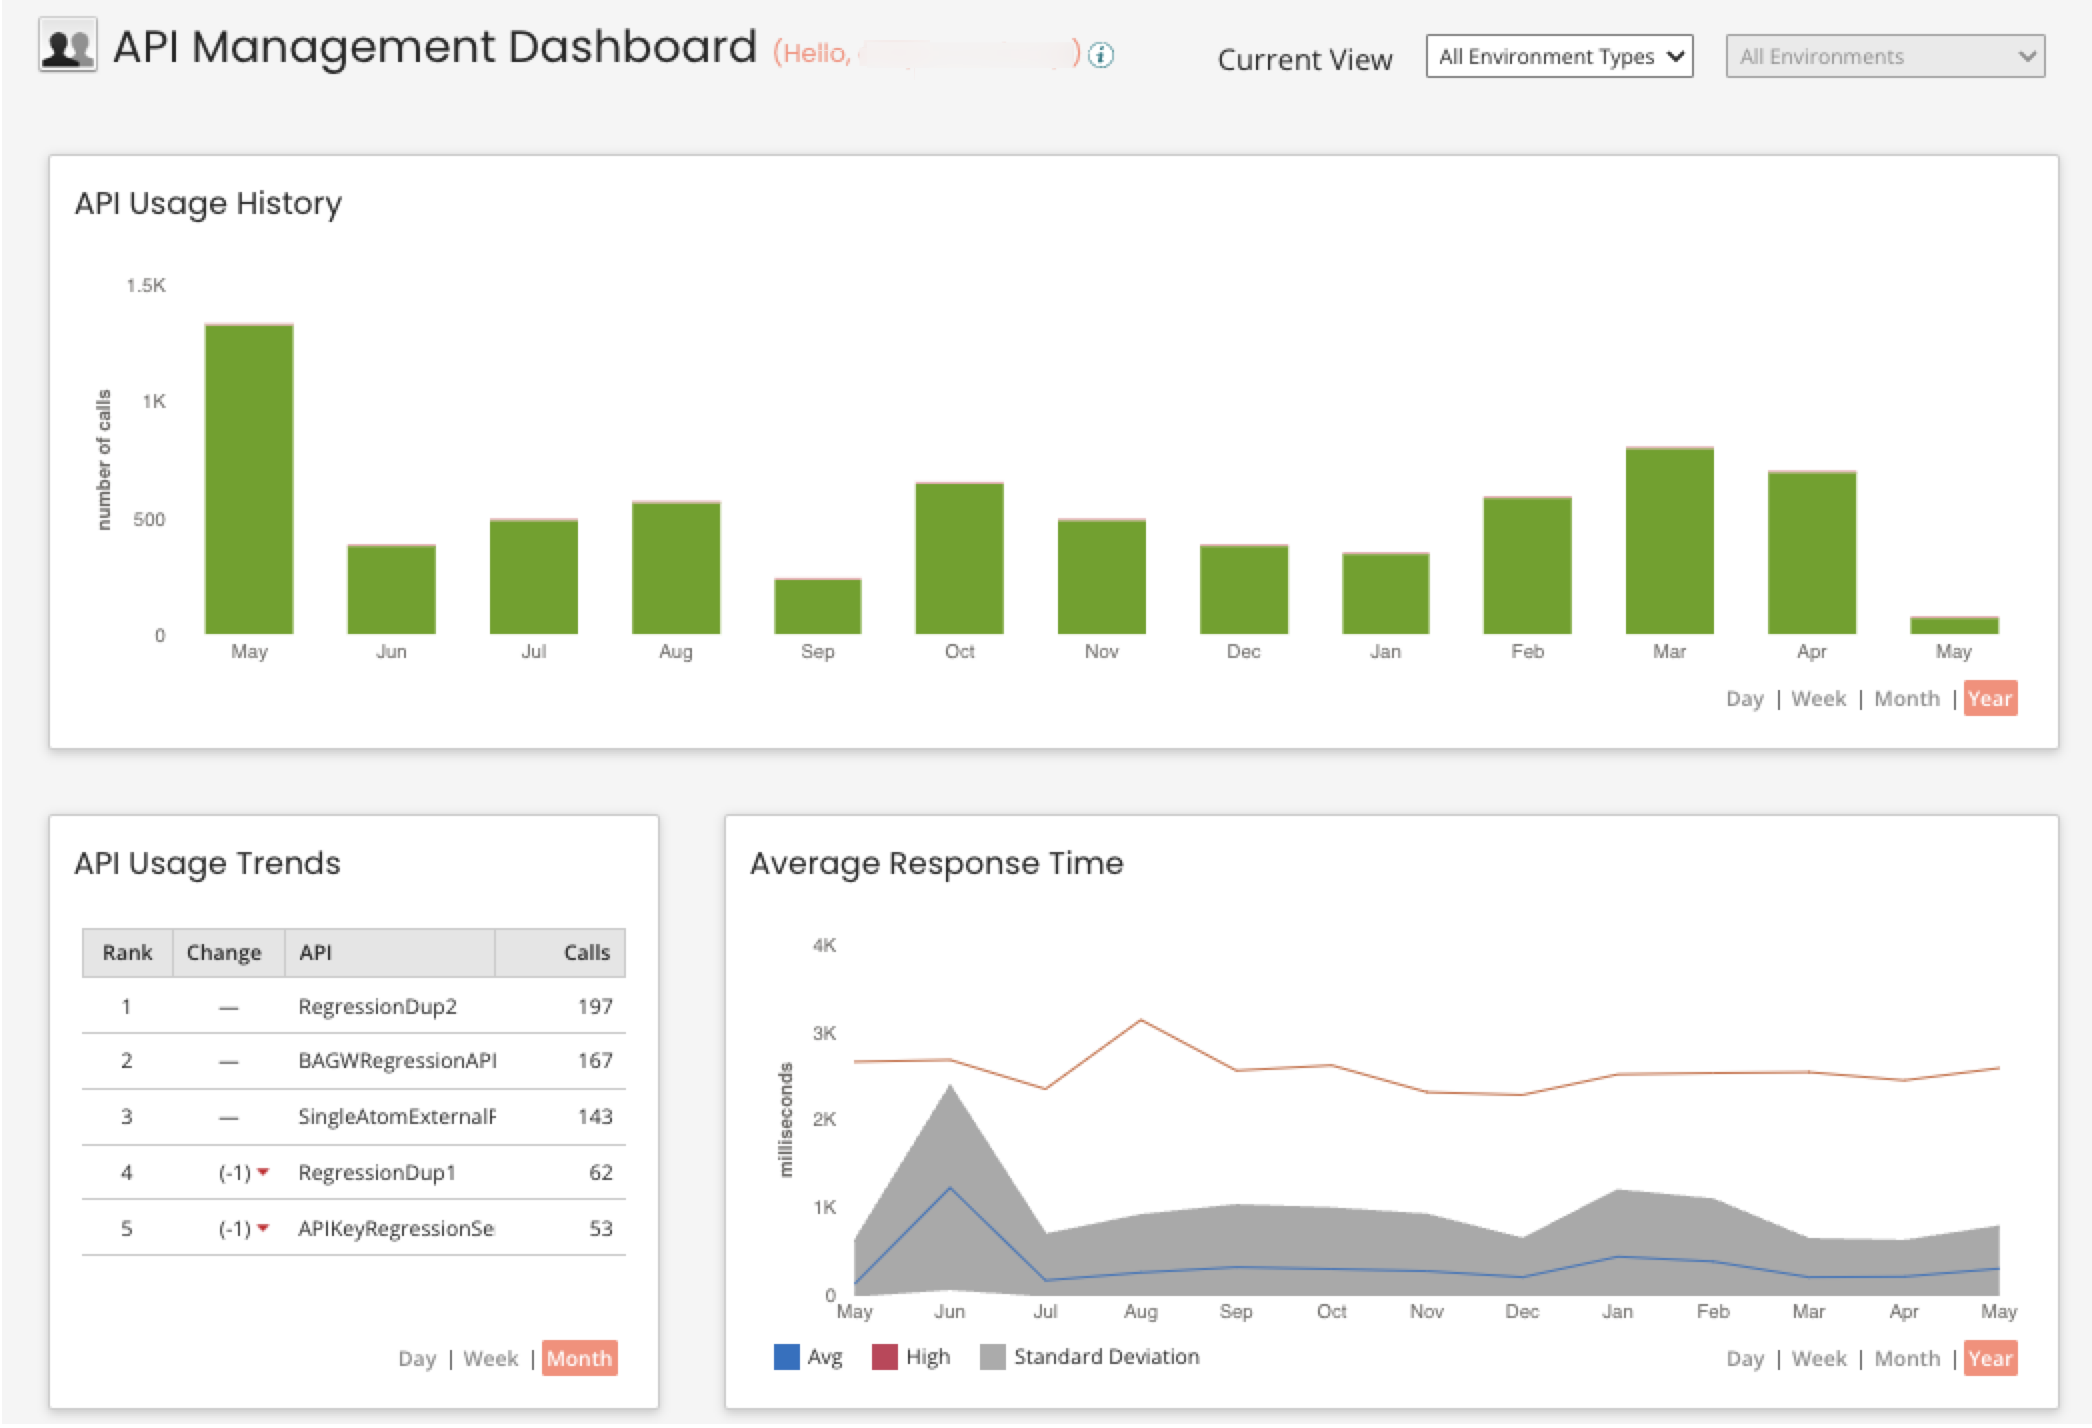 API Management Dashboard (Hello, )
Current View All Environment Types All Environments
API Usage History
1.5K
1K
500
0
number of calls
May Jun Jul Aug Sep Oct Nov Dec Jan Feb Mar Apr May
Day | Week | Month | Year
API Usage Trends
Rank Change API Calls
1 — RegressionDup2 197
2 — BAGWRegressionAPI 167
3 — SingleAtomExternalF 143
4 (-1) RegressionDup1 62
5 (-1) APIKeyRegressionSe 53
Day | Week | Month
Average Response Time
4K
3K
2K
1K
0
milliseconds
May Jun Jul Aug Sep Oct Nov Dec Jan Feb Mar Apr May
Avg High Standard Deviation
Day | Week | Month | Year